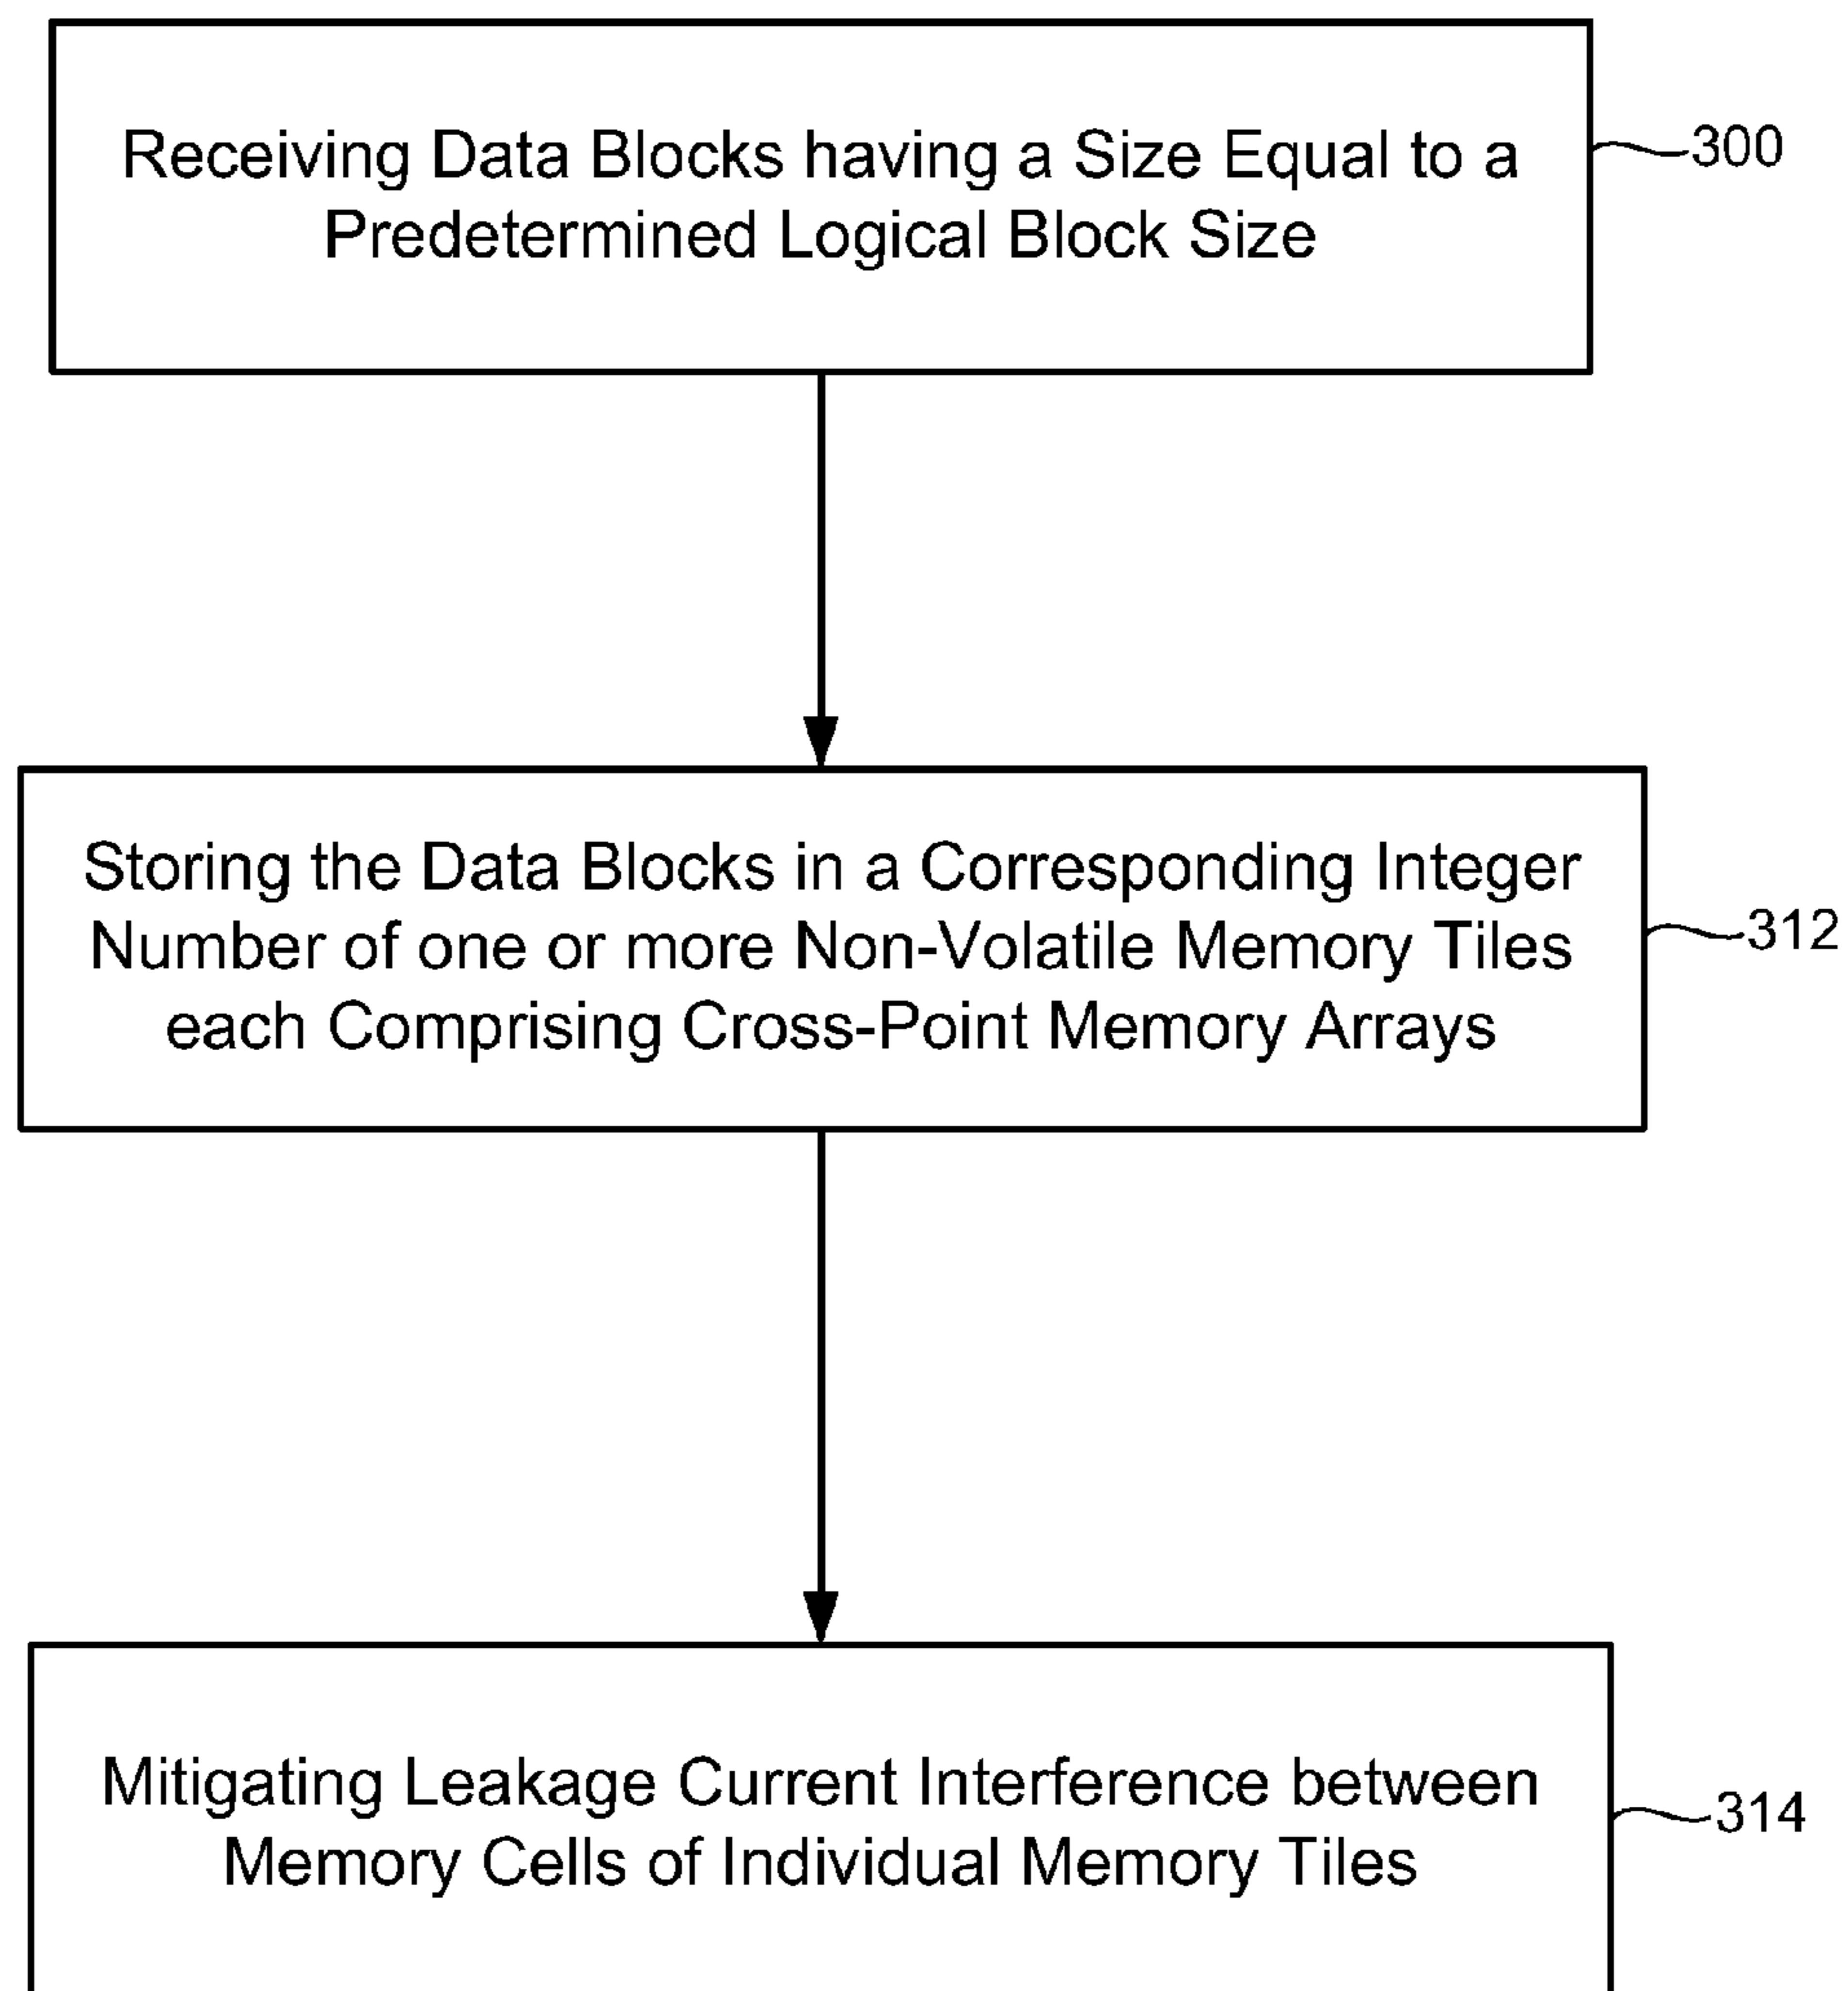 Receiving Data Blocks having a Size Equal to a
Predetermined Logical Block Size
300
Storing the Data Blocks in a Corresponding Integer
Number of one or more Non-Volatile Memory Tiles
each Comprising Cross-Point Memory Arrays
312
Mitigating Leakage Current Interference between
Memory Cells of Individual Memory Tiles
314